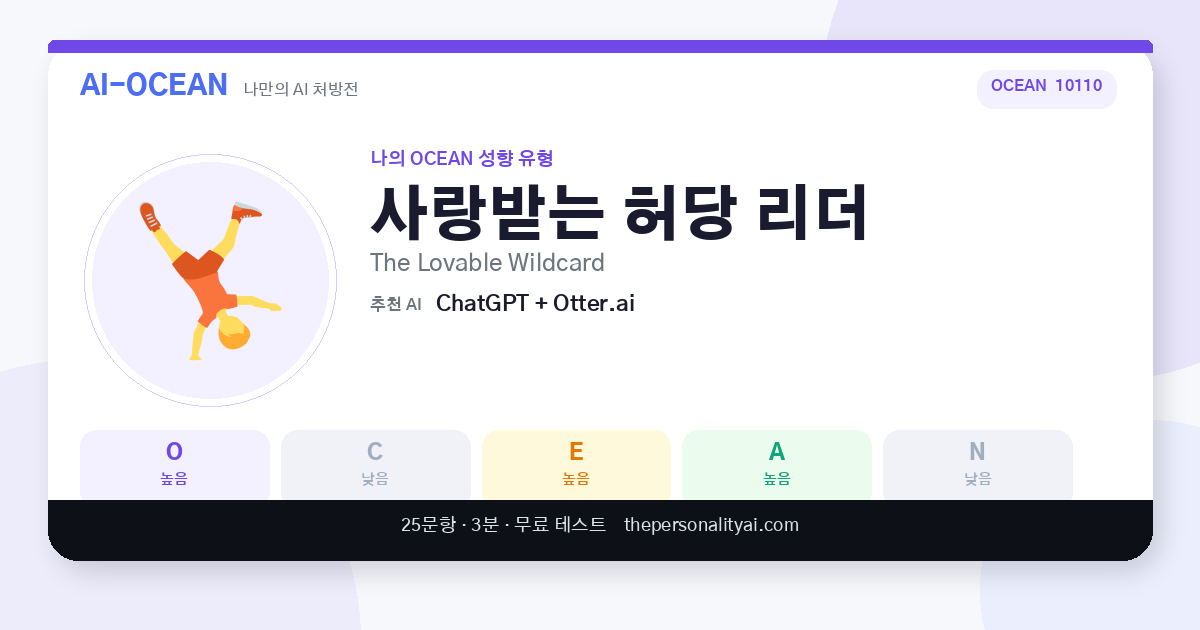 AI-OCEAN 나만의 AI 처방전
OCEAN 10110
나의 OCEAN 성향 유형
사랑받는 허당 리더
The Lovable Wildcard
추천 AI ChatGPT + Otter.ai
O C E A N
높음 낮음 높음 높음 낮음
25문항 · 3분 · 무료 테스트 thepersonalityai.com